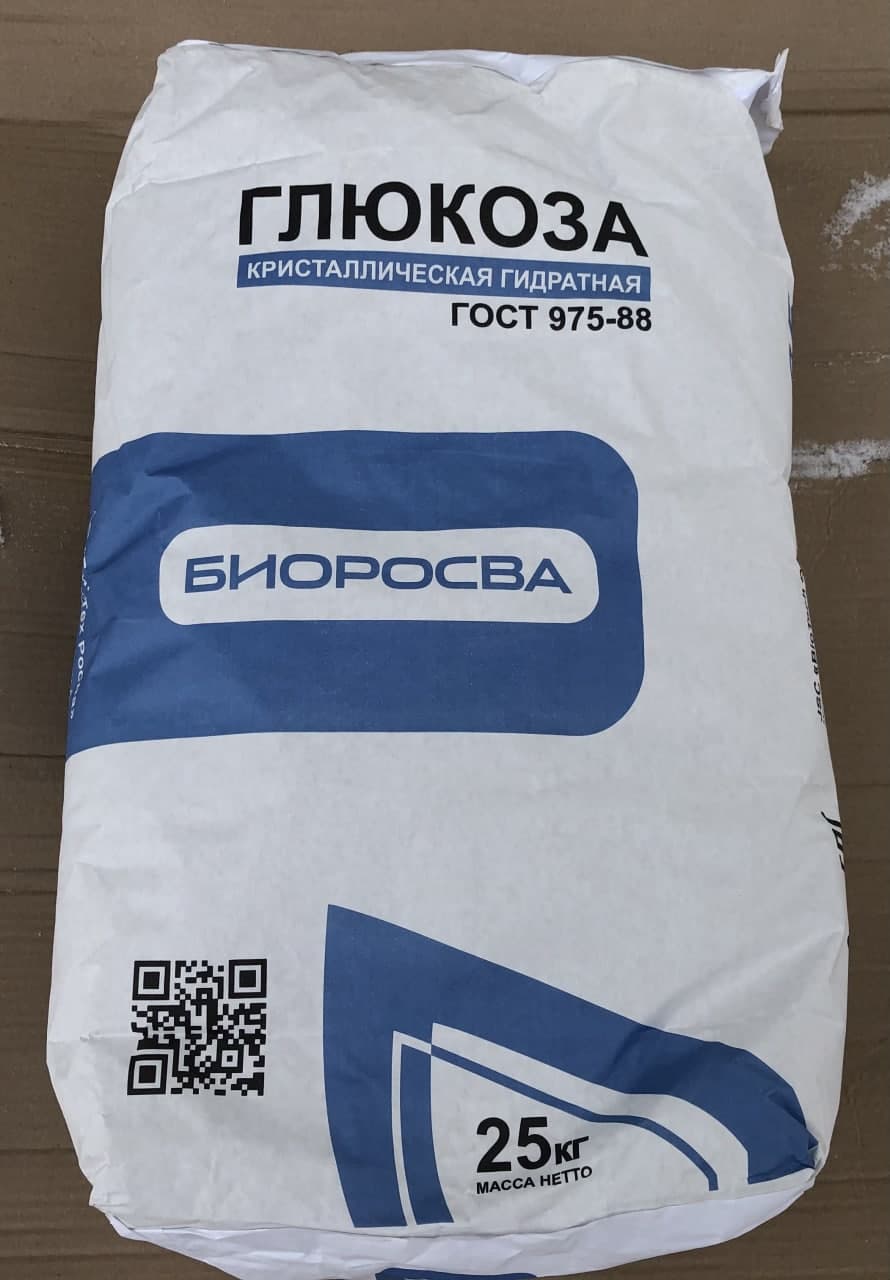 ГЛЮКОЗА
КРИСТАЛЛИЧЕСКАЯ ГИДРАТНАЯ
ГОСТ 975-88
БИОРОСВА
25кг
МАССА НЕТТО